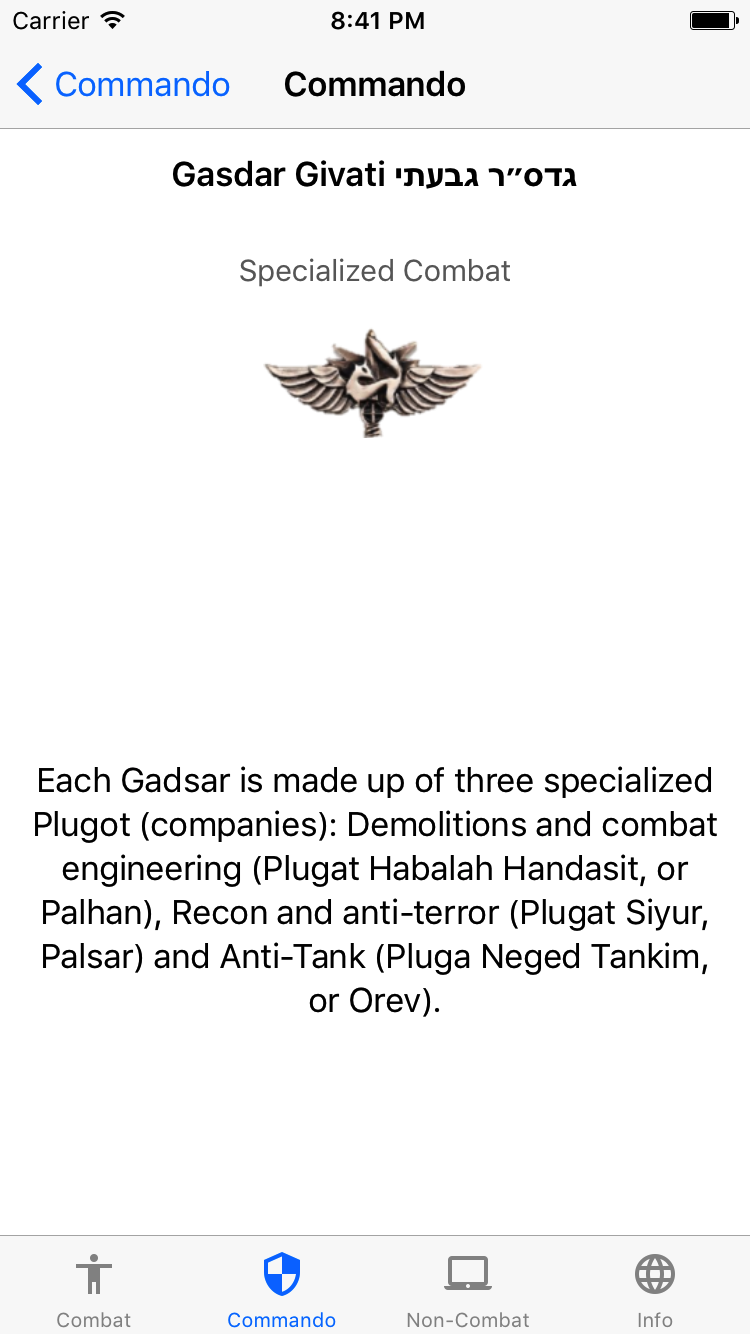 Carrier 8:41 PM
Commando Commando
Gasdar Givati גדס״ר גבעתי
Specialized Combat
Each Gadsar is made up of three specialized
Plugot (companies): Demolitions and combat
engineering (Plugat Habalah Handasit, or
Palhan), Recon and anti-terror (Plugat Siyur,
Palsar) and Anti-Tank (Pluga Neged Tankim,
or Orev).
Combat Commando Non-Combat Info